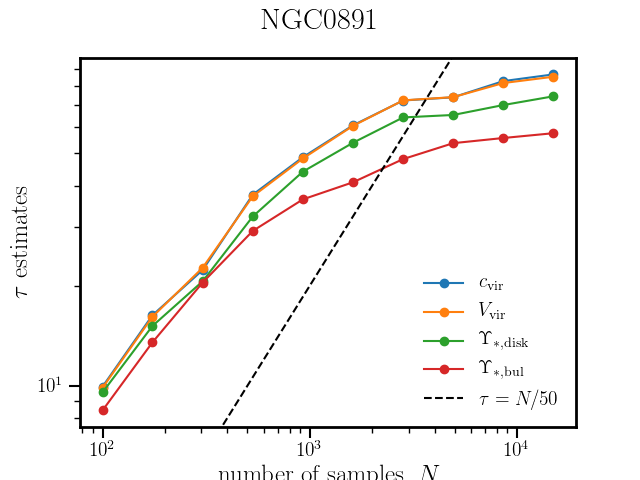 NGC0891
τ estimates
10¹
c_vir
V_vir
Υ_*,disk
Υ_*,bul
τ = N/50
10² 10³ 10⁴
number of samples, N